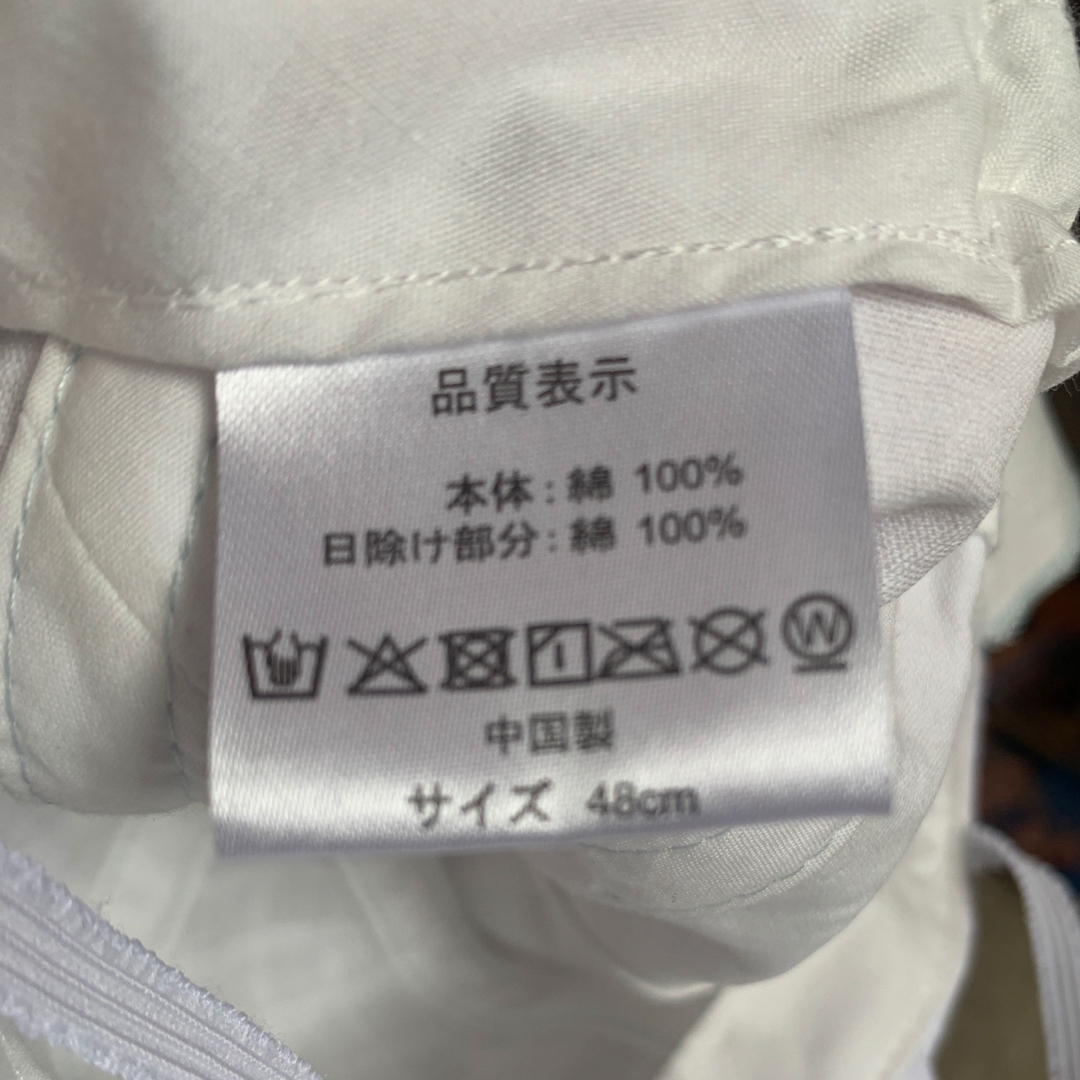 品質表示
本体：綿 100%
日除け部分：綿 100%
W
中国製
サイズ 48cm